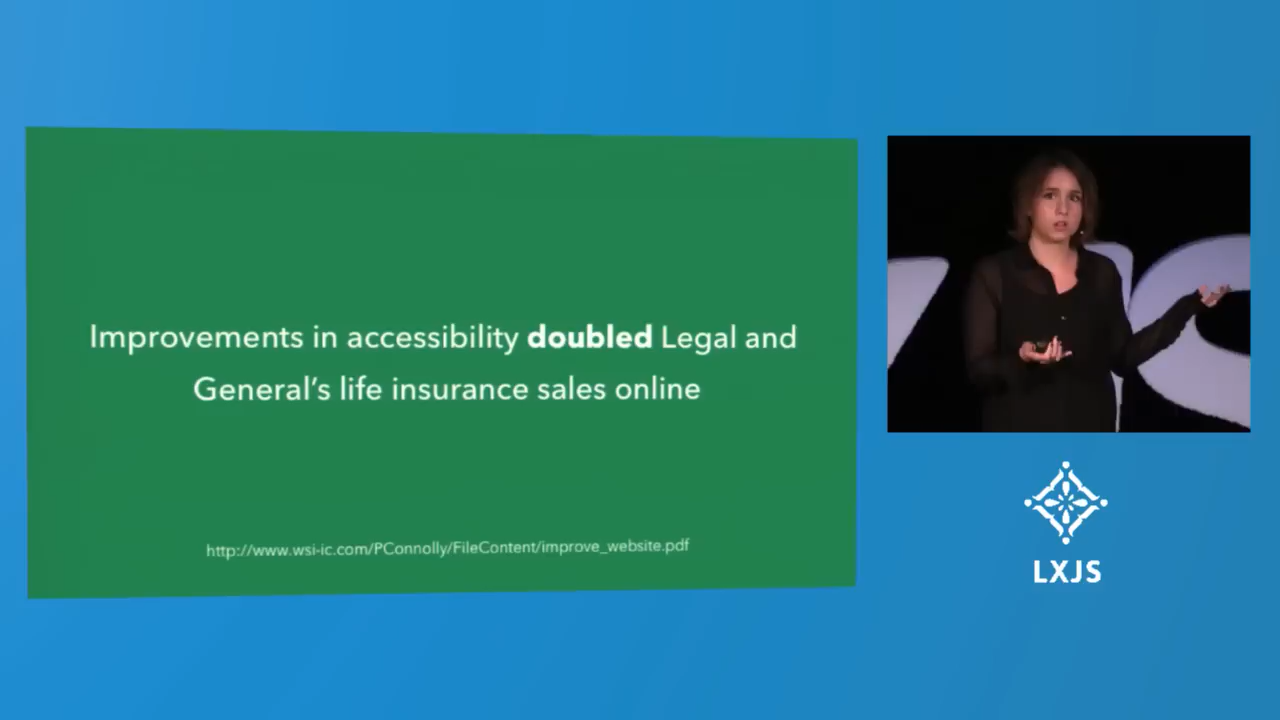 Improvements in accessibility doubled Legal and
General’s life insurance sales online
http://www.wsi-ic.com/PConnolly/FileContent/improve_website.pdf
LXJS